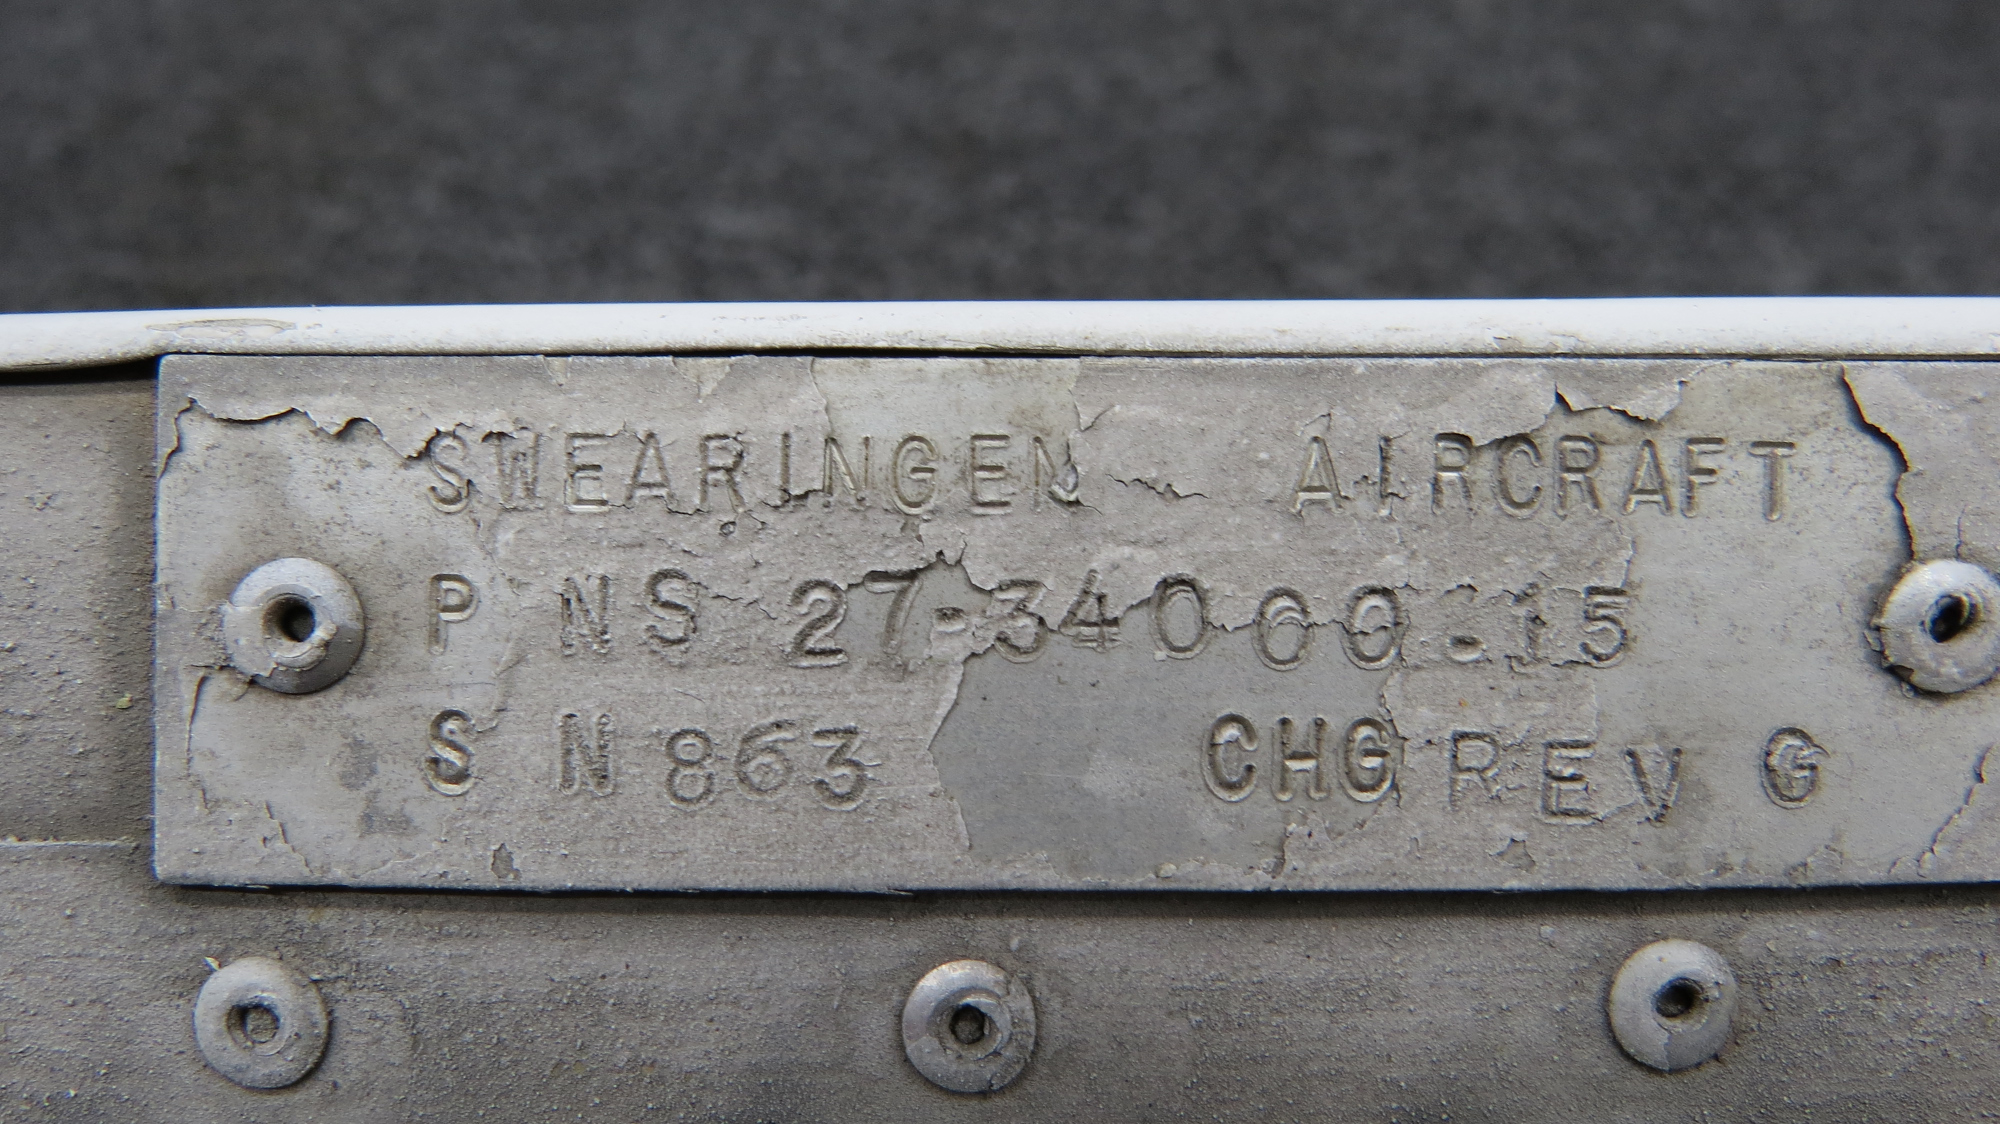 SWEARINGEN AIRCRAFT
P NS 27-34000-15
S N 863 CHG REV G